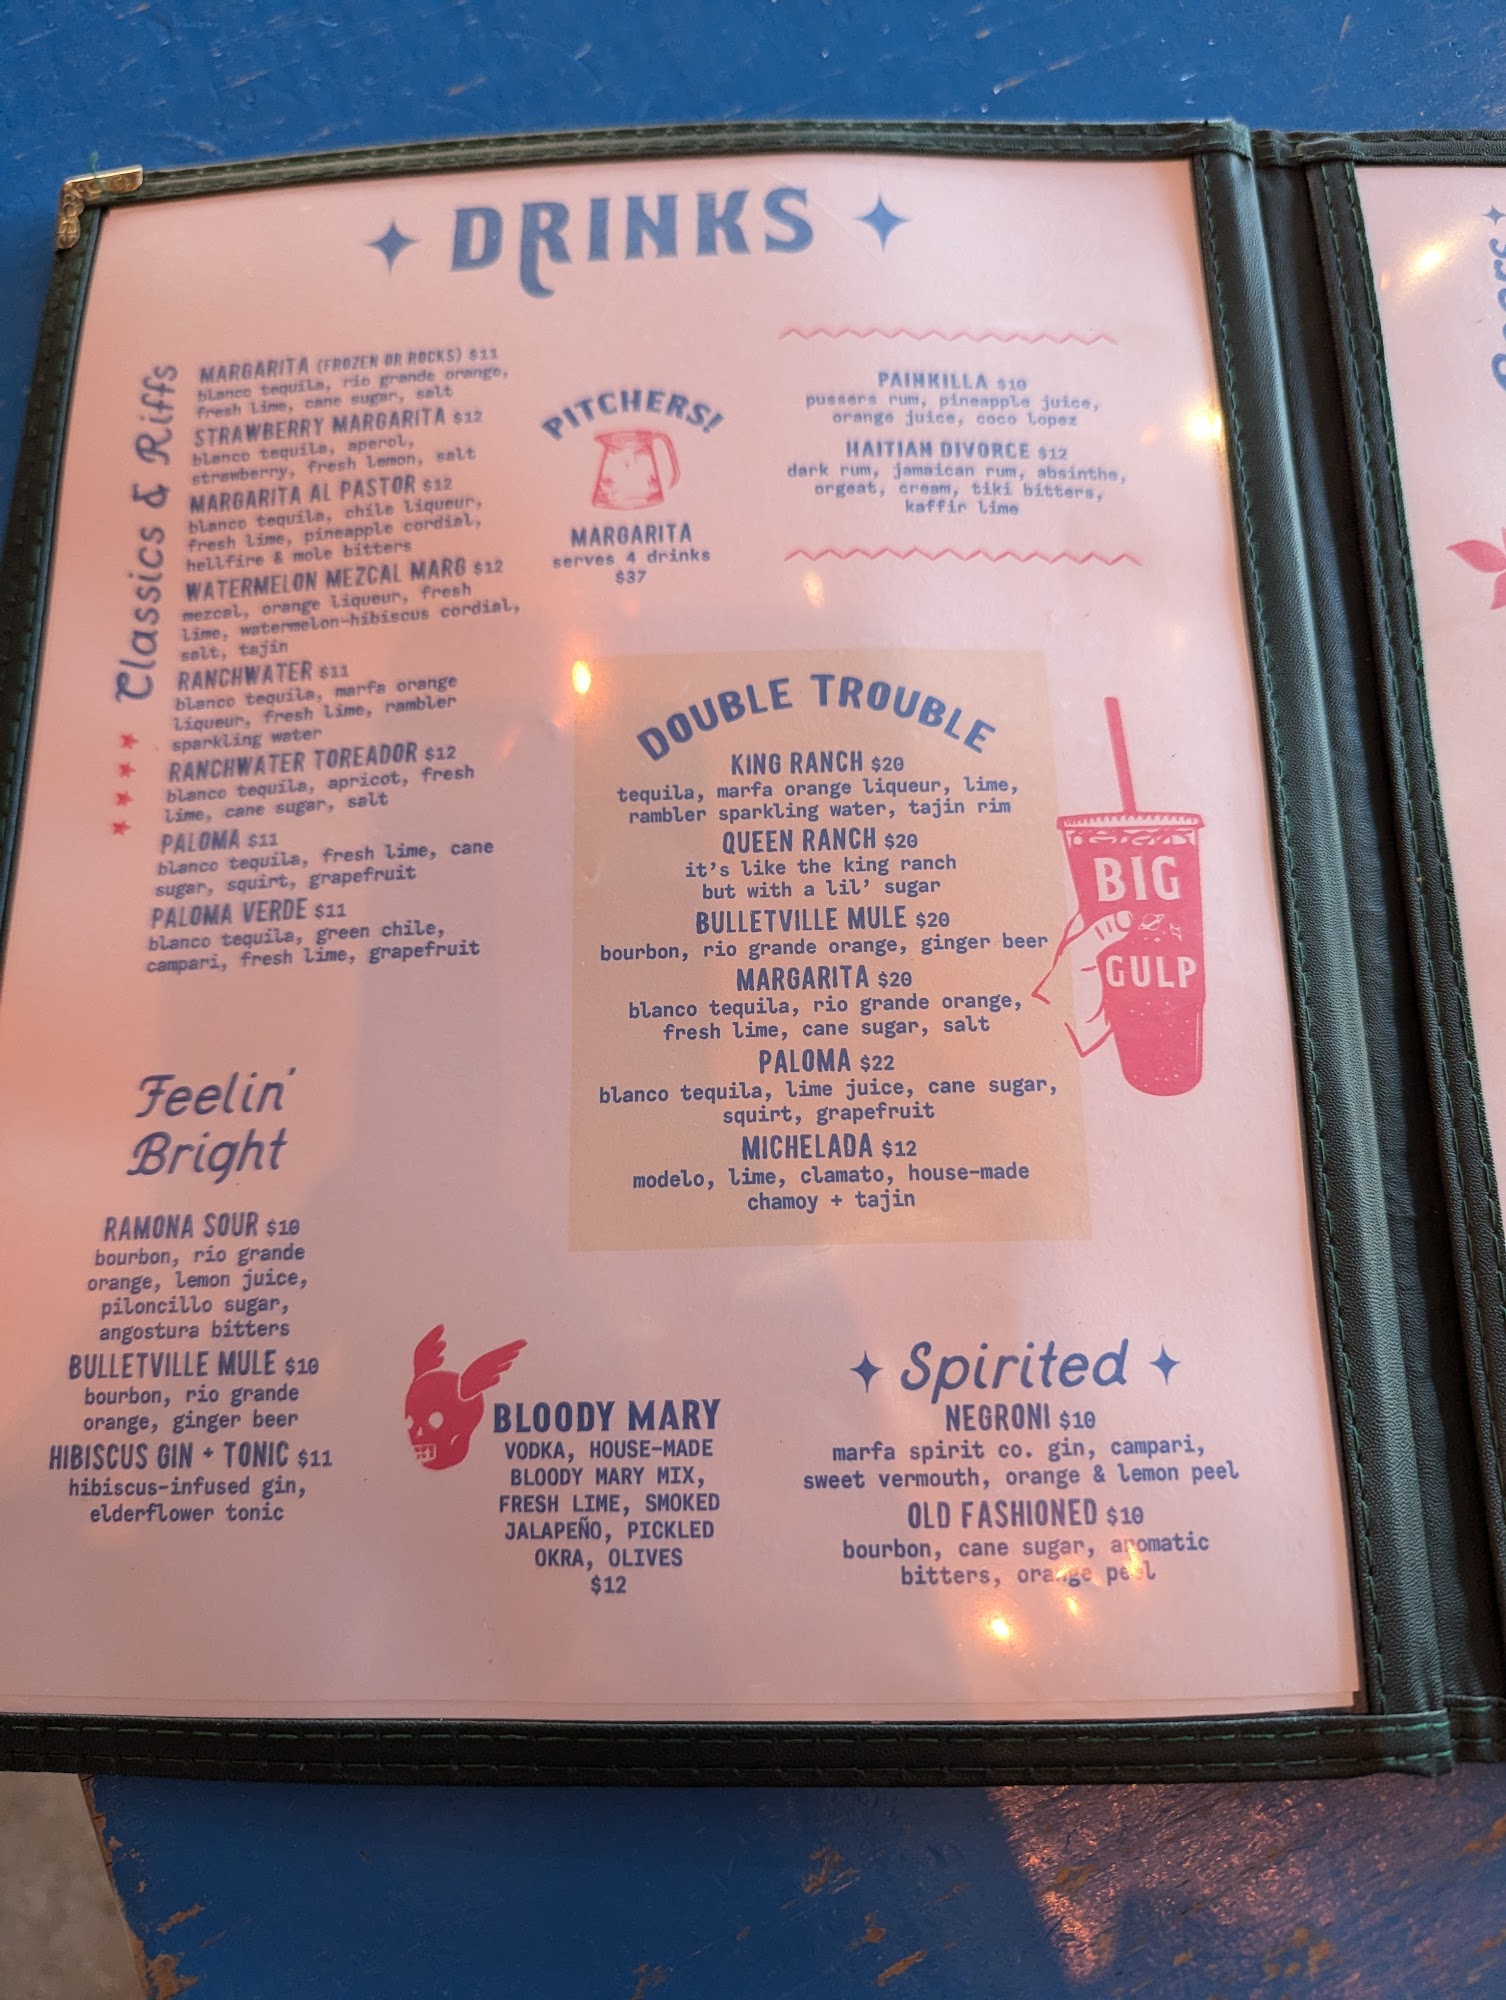 DRINKS
Classics & Riffs
MARGARITA (FROZEN OR ROCKS) $11
blanco tequila, rio grande orange,
fresh lime, cane sugar, salt
STRAWBERRY MARGARITA $12
blanco tequila, aperol,
strawberry, fresh lemon, salt
MARGARITA AL PASTOR $12
blanco tequila, chile liqueur,
fresh lime, pineapple cordial,
hellfire & mole bitters
WATERMELON MEZCAL MARG $12
mezcal, orange liqueur, fresh
lime, watermelon-hibiscus cordial,
salt, tajin
RANCHWATER $11
blanco tequila, marfa orange
liqueur, fresh lime, rambler
sparkling water
RANCHWATER TOREADOR $12
blanco tequila, apricot, fresh
lime, cane sugar, salt
PALOMA $11
blanco tequila, fresh lime, cane
sugar, squirt, grapefruit
PALOMA VERDE $11
blanco tequila, green chile,
campari, fresh lime, grapefruit
PITCHERS!
MARGARITA
serves 4 drinks
$37
PAINKILLA $10
pussers rum, pineapple juice,
orange juice, coco lopez
HAITIAN DIVORCE $12
dark rum, jamaican rum, absinthe,
orgeat, cream, tiki bitters,
kaffir lime
DOUBLE TROUBLE
KING RANCH $20
tequila, marfa orange liqueur, lime,
rambler sparkling water, tajin rim
QUEEN RANCH $20
it's like the king ranch
but with a lil' sugar
BULLETVILLE MULE $20
bourbon, rio grande orange, ginger beer
MARGARITA $20
blanco tequila, rio grande orange,
fresh lime, cane sugar, salt
PALOMA $22
blanco tequila, lime juice, cane sugar,
squirt, grapefruit
MICHELADA $12
modelo, lime, clamato, house-made
chamoy + tajin
BIG
GULP
Feelin'
Bright
RAMONA SOUR $10
bourbon, rio grande
orange, lemon juice,
piloncillo sugar,
angostura bitters
BULLETVILLE MULE $10
bourbon, rio grande
orange, ginger beer
HIBISCUS GIN + TONIC $11
hibiscus-infused gin,
elderflower tonic
BLOODY MARY
VODKA, HOUSE-MADE
BLOODY MARY MIX,
FRESH LIME, SMOKED
JALAPEÑO, PICKLED
OKRA, OLIVES
$12
Spirited
NEGRONI $10
marfa spirit co. gin, campari,
sweet vermouth, orange & lemon peel
OLD FASHIONED $10
bourbon, cane sugar, aromatic
bitters, orange peel